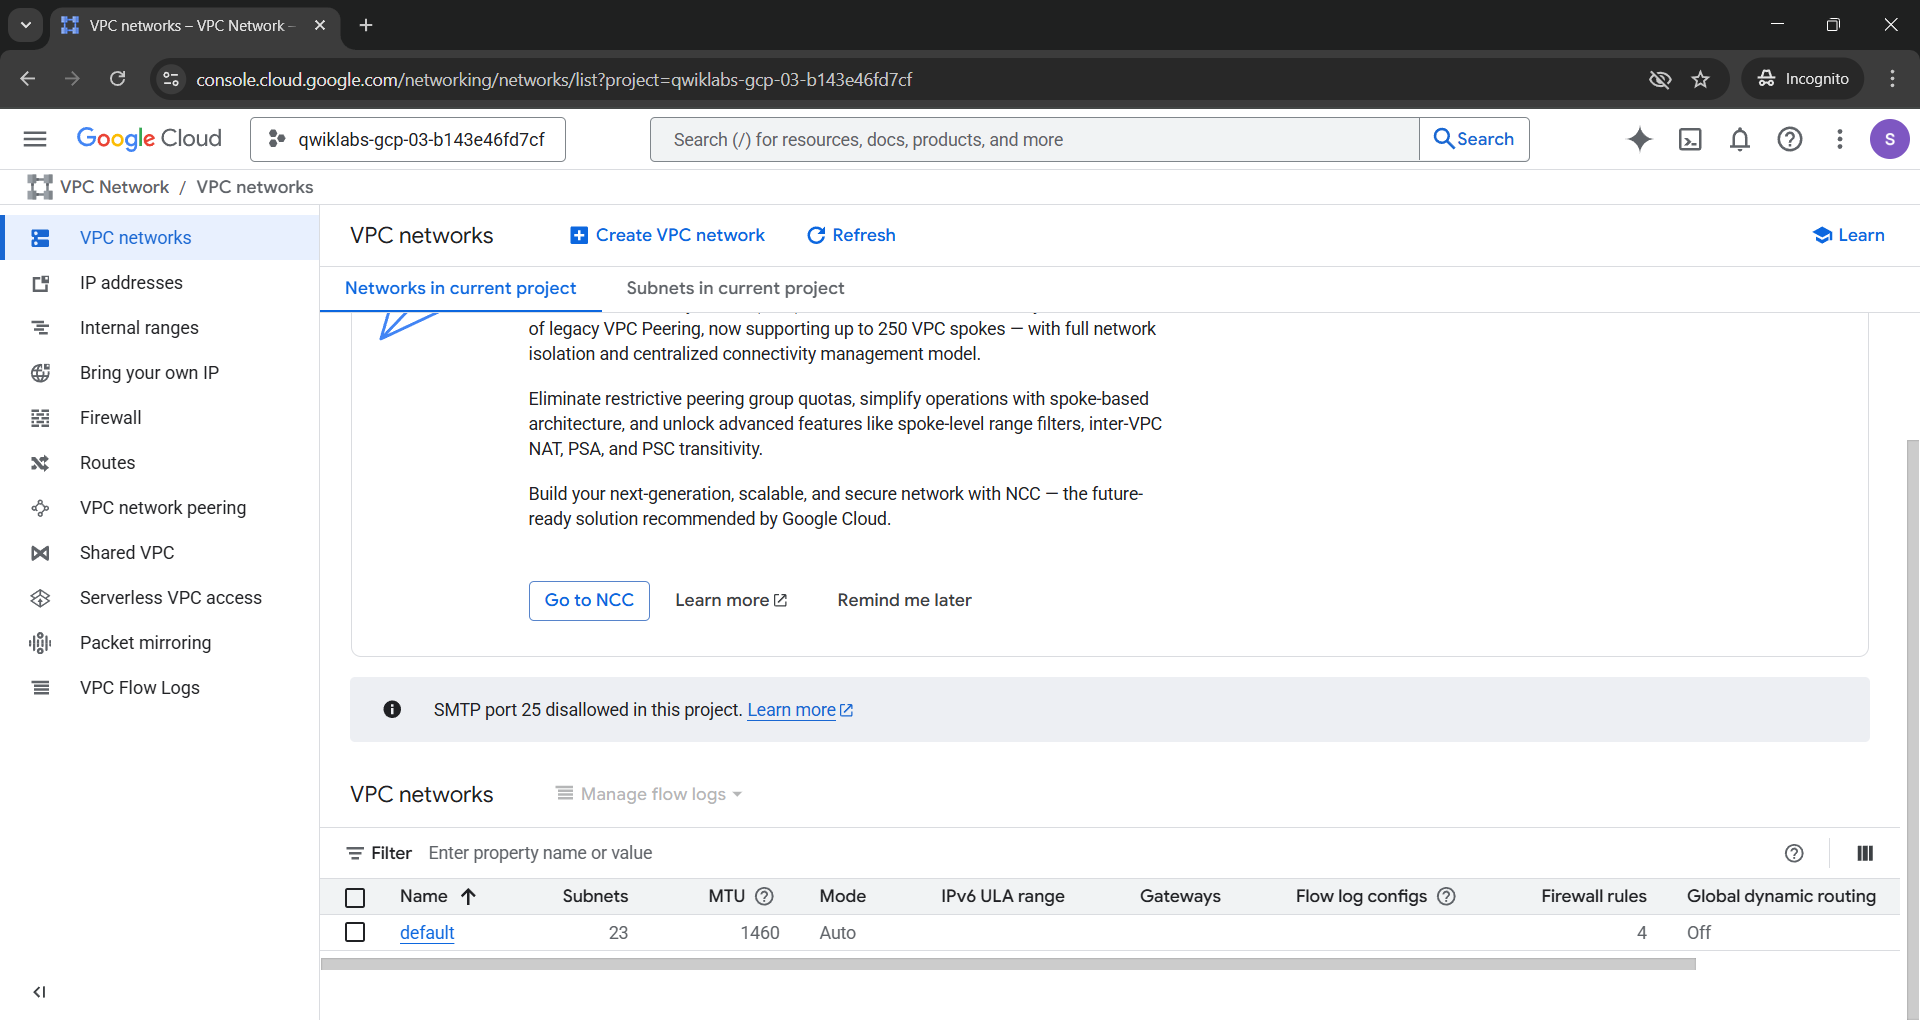 VPC networks – VPC Network –
console.cloud.google.com/networking/networks/list?project=qwiklabs-gcp-03-b143e46fd7cf
Incognito
Google Cloud
qwiklabs-gcp-03-b143e46fd7cf
Search (/) for resources, docs, products, and more
Search
S
VPC Network / VPC networks
VPC networks
IP addresses
Internal ranges
Bring your own IP
Firewall
Routes
VPC network peering
Shared VPC
Serverless VPC access
Packet mirroring
VPC Flow Logs
VPC networks
Create VPC network
Refresh
Learn
Networks in current project
Subnets in current project
of legacy VPC Peering, now supporting up to 250 VPC spokes — with full network
isolation and centralized connectivity management model.
Eliminate restrictive peering group quotas, simplify operations with spoke-based
architecture, and unlock advanced features like spoke-level range filters, inter-VPC
NAT, PSA, and PSC transitivity.
Build your next-generation, scalable, and secure network with NCC — the future-
ready solution recommended by Google Cloud.
Go to NCC
Learn more
Remind me later
SMTP port 25 disallowed in this project. Learn more
VPC networks
Manage flow logs
Filter Enter property name or value
Name Subnets MTU Mode IPv6 ULA range Gateways Flow log configs Firewall rules Global dynamic routing
default 23 1460 Auto 4 Off